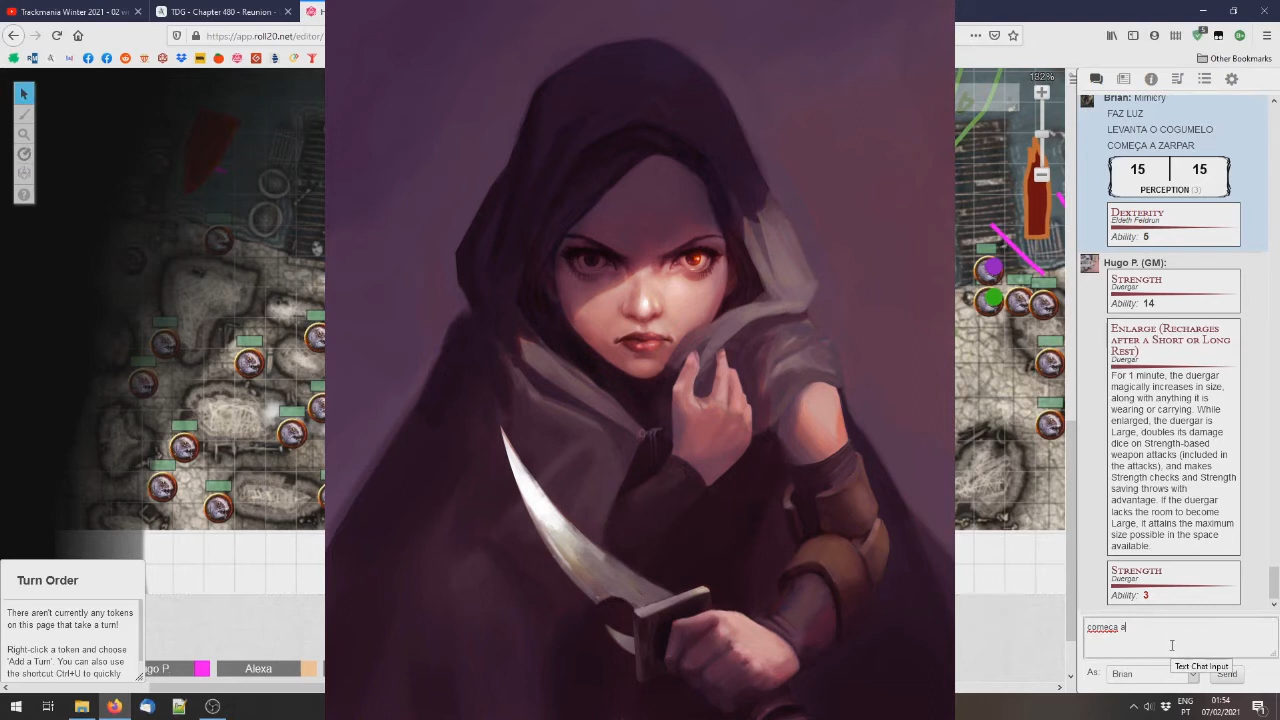 Trackmania Winter 2021 - 02
TDG - Chapter 480 - Reunion -
https://app.roll20.net/editor/
Other Bookmarks
182%
Brian: Mimicry
FAZ LUZ
LEVANTA O COGUMELO
COMEÇA A ZARPAR
15 15
PERCEPTION (3)
DEXTERITY
Eldeth Feldrun
Ability: 5
Hugo P. (GM):
STRENGTH
Duergar
Ability: 14
ENLARGE (RECHARGES
AFTER A SHORT OR LONG
REST)
Duergar
For 1 minute, the duergar
magically increases in size,
along with anything it is
wearing or carrying. While
enlarged, the duergar is
Large, doubles its damage
dice on Strength-based
weapon attacks (included in
the attacks), and makes
Strength checks and Strength
saving throws with
advantage. If the duergar
lacks the room to become
Large, it attains the maximum
size possible in the space
available.
STRENGTH
Duergar
Ability: 3
começa a
Text Chat Input
As: Brian Send
Turn Order
There aren't currently any tokens
on this page that take a turn!
Right-click a token and choose
'Add a Turn'. You can also use
the shortcut Ctrl+U to quickly
go P. Alexa
ENG 01:54
PT 07/02/2021